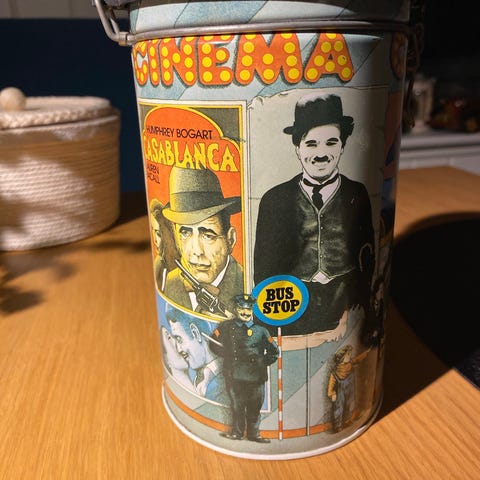 CINEMA
HUMPHREY BOGART
CASABLANCA
BUS
STOP